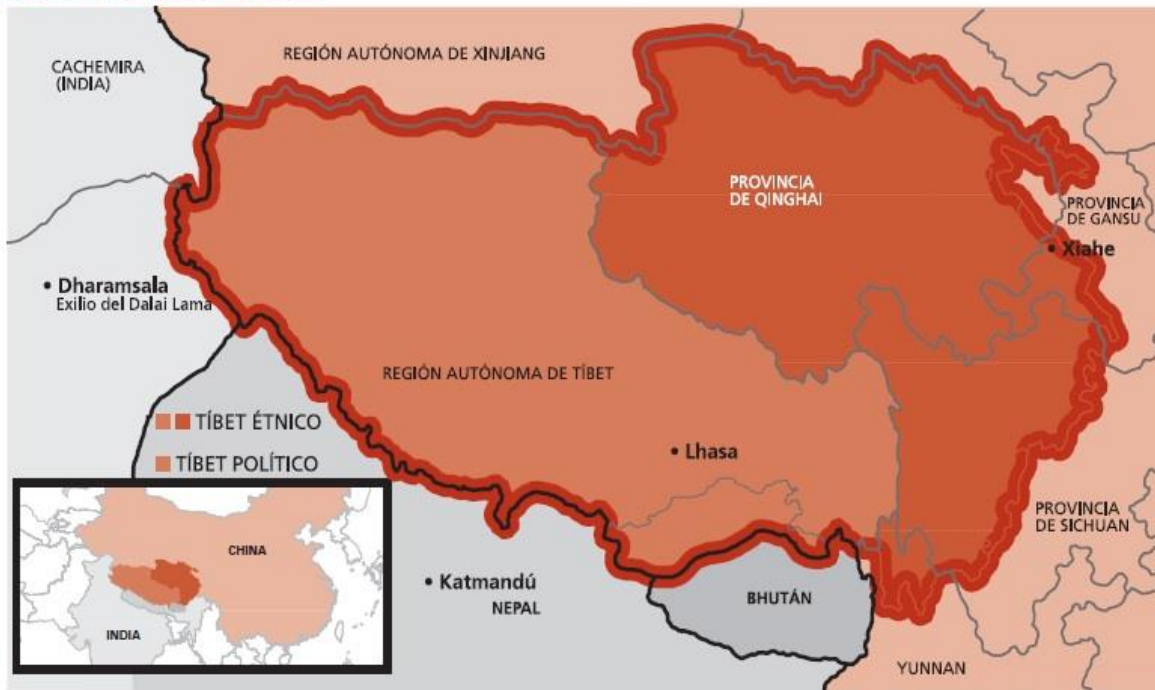 REGIÓN AUTÓNOMA DE XINJIANG
CACHEMIRA
(INDIA)
PROVINCIA
DE QINGHAI
PROVINCIA
DE GANSU
• Xiahe
• Dharamsala
Exilio del Dalai Lama
REGIÓN AUTÓNOMA DE TÍBET
TÍBET ÉTNICO
TÍBET POLÍTICO
• Lhasa
PROVINCIA
DE SICHUAN
CHINA
INDIA
• Katmandú
NEPAL
BHUTÁN
YUNNAN